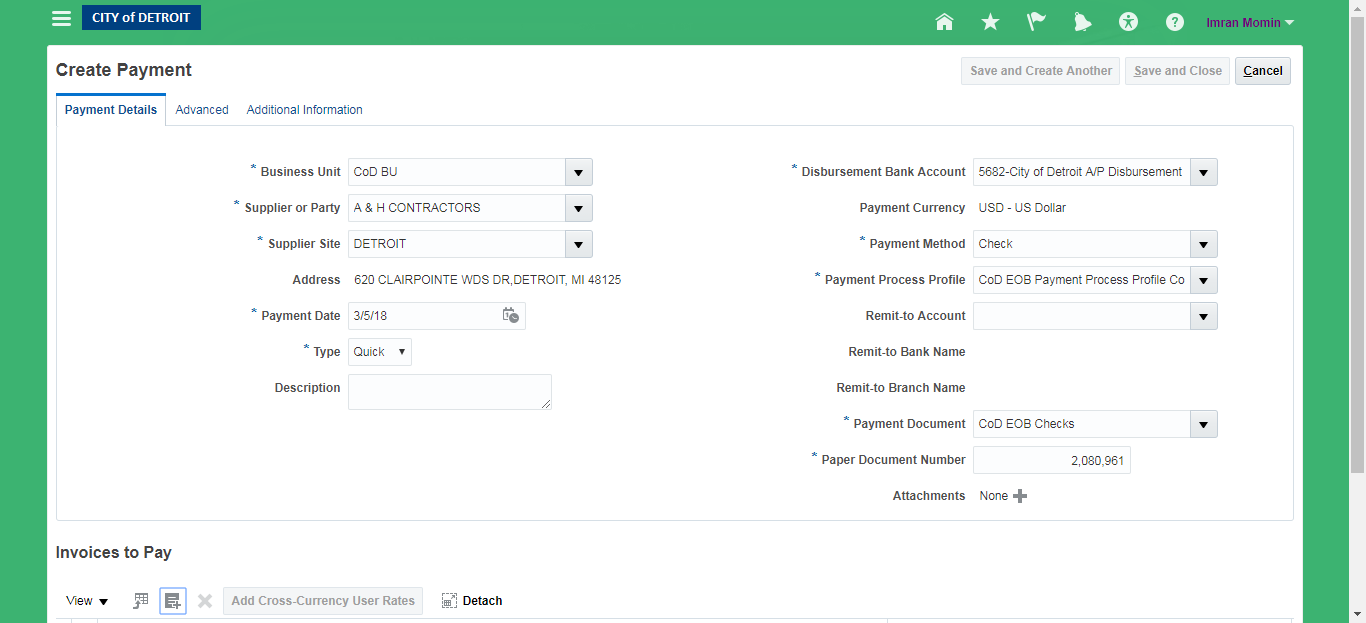 CITY of DETROIT
Imran Momin
Create Payment
Save and Create Another
Save and Close
Cancel
Payment Details
Advanced
Additional Information
* Business Unit CoD BU
* Supplier or Party A & H CONTRACTORS
* Supplier Site DETROIT
Address 620 CLAIRPOINTE WDS DR,DETROIT, MI 48125
* Payment Date 3/5/18
* Type Quick
Description
* Disbursement Bank Account 5682-City of Detroit A/P Disbursement
Payment Currency USD - US Dollar
* Payment Method Check
* Payment Process Profile CoD EOB Payment Process Profile Co
Remit-to Account
Remit-to Bank Name
Remit-to Branch Name
* Payment Document CoD EOB Checks
* Paper Document Number 2,080,961
Attachments None
Invoices to Pay
View
Add Cross-Currency User Rates
Detach